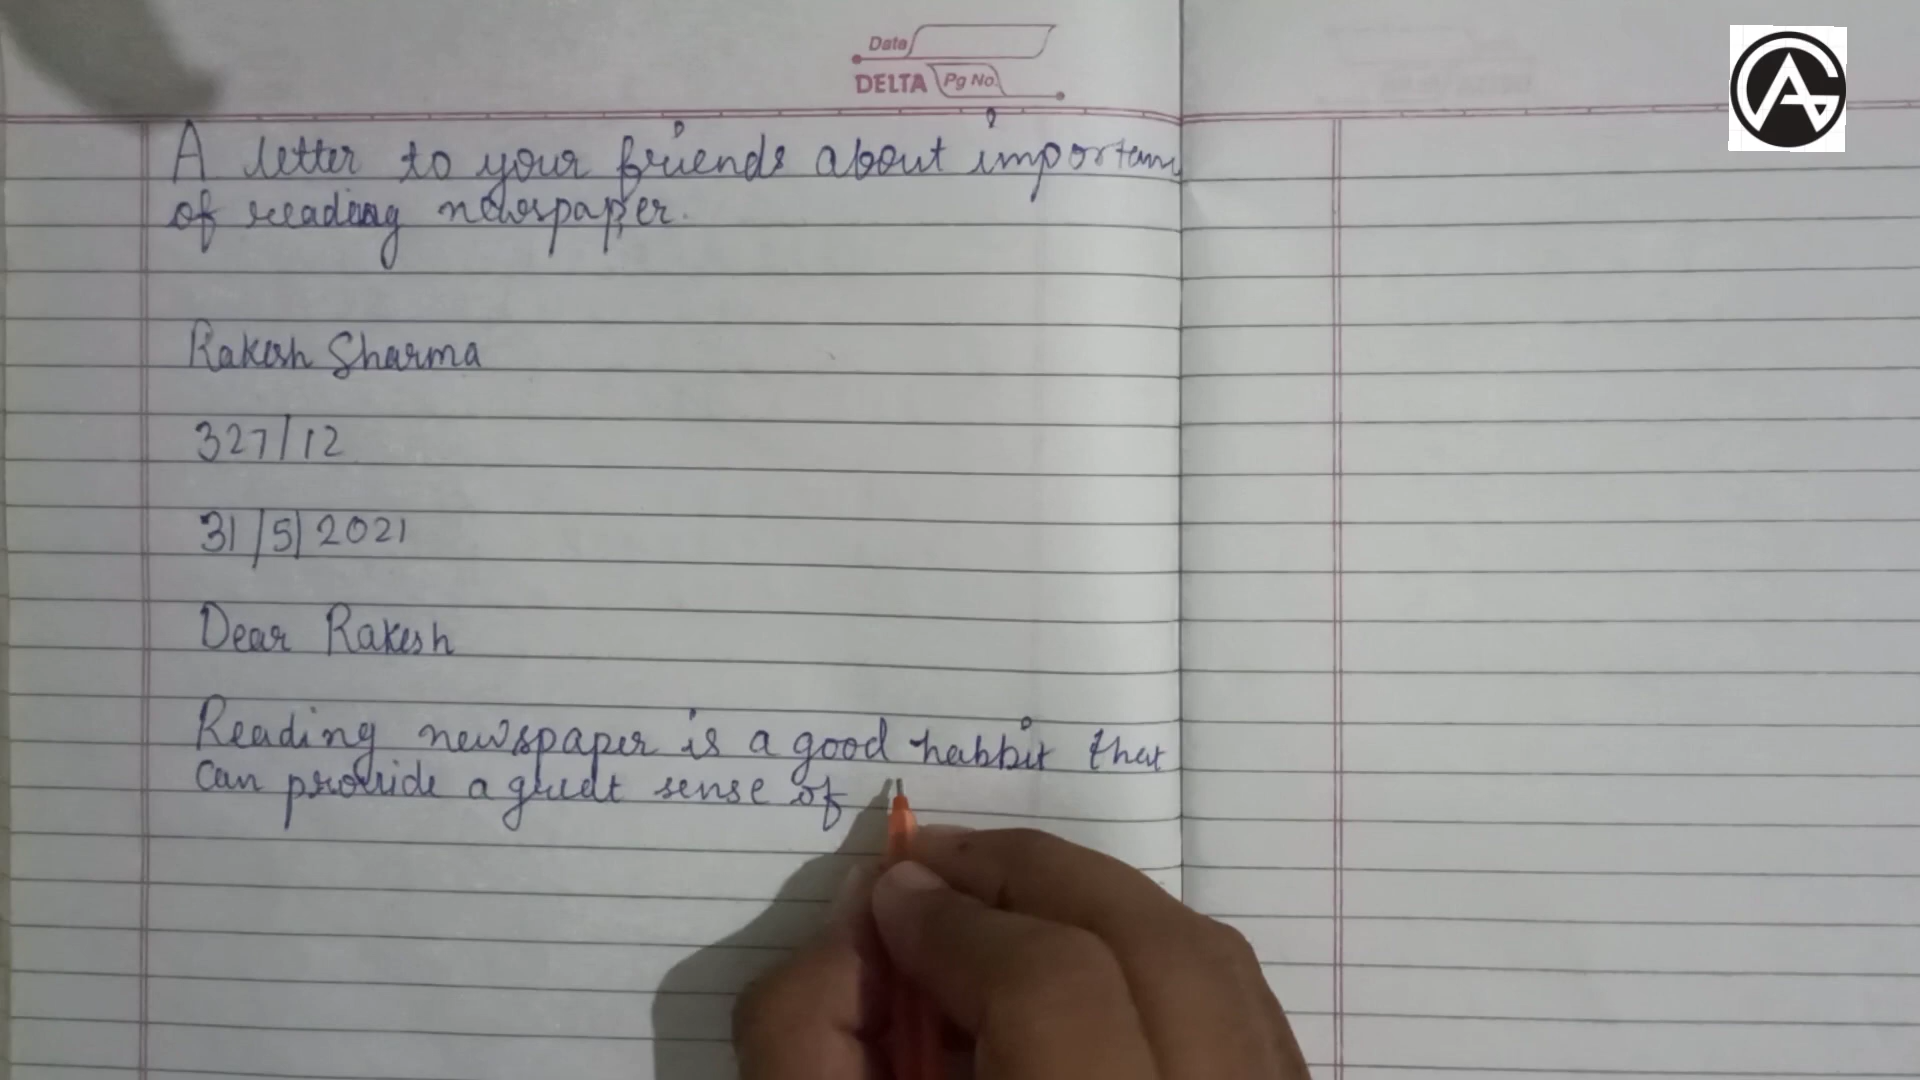 Date
DELTA Pg No.
A letter to your friends about importan
of reading newspaper.
Rakesh Sharma
327/12
31/5/2021
Dear Rakesh
Reading newspaper is a good habbit that
can provide a great sense of